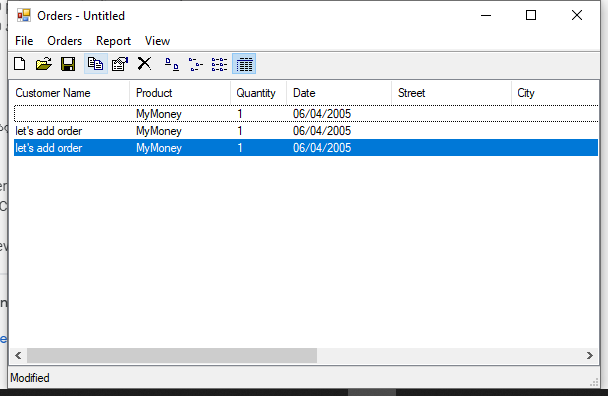 Orders - Untitled
File Orders Report View
Customer Name Product Quantity Date Street City
MyMoney 1 06/04/2005
let's add order MyMoney 1 06/04/2005
let's add order MyMoney 1 06/04/2005
Modified